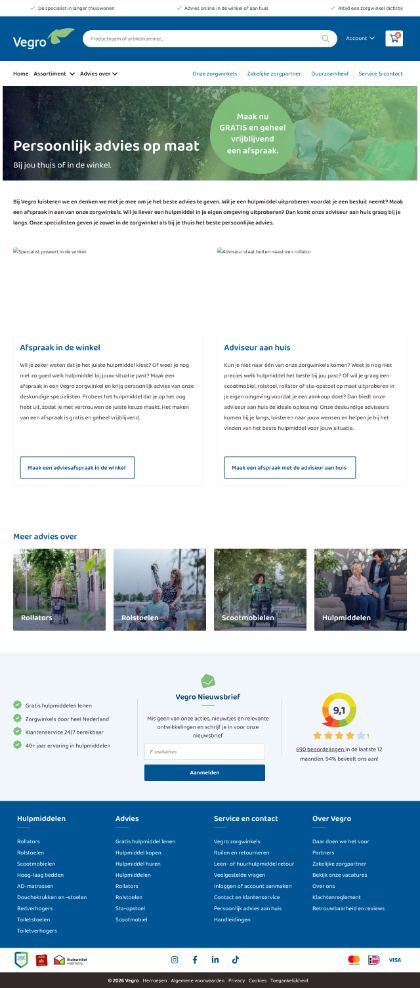 De specialist in langer thuiswonen
Advies online in de winkel of aan huis
Altijd een zorgwinkel dichtbij
Vegro
Productnaam of artikelnummer...
Account
Home
Assortiment
Advies over
Onze zorgwinkels
Zakelijke zorgpartner
Duurzaamheid
Service & contact
Maak nu
GRATIS en geheel
vrijblijvend
een afspraak.
Persoonlijk advies op maat
Bij jou thuis of in de winkel.
Bij Vegro luisteren we en denken we met je mee om je het beste advies te geven. Wil je een hulpmiddel uitproberen voordat je een besluit neemt? Maak
een afspraak in een van onze zorgwinkels. Wil je liever een hulpmiddel in je eigen omgeving uitproberen? Dan komt onze adviseur aan huis graag bij je
langs. Onze specialisten geven je zowel in de zorgwinkel als bij je thuis het beste persoonlijke advies.
Specialist poseert in de winkel
Adviseur staat buiten naast een rollator
Afspraak in de winkel
Wil je zeker weten dat je het juiste hulpmiddel kiest? Of weet je nog
niet zo goed welk hulpmiddel het beste bij jouw situatie past? Maak een
afspraak in een Vegro zorgwinkel en krijg persoonlijk advies van onze
deskundige specialisten. Probeer het hulpmiddel dat je op het oog
hebt uit, zodat je met vertrouwen de juiste keuze maakt. Het maken
van een afspraak is gratis en geheel vrijblijvend.
Maak een adviesafspraak in de winkel
Adviseur aan huis
Kun je niet naar één van onze zorgwinkels komen? Weet je nog niet
precies welk hulpmiddel het beste bij jou past? Of wil je graag een
scootmobiel, rolstoel, rollator of sta-opstoel op maat uitproberen in
je eigen omgeving voordat je een aankoop doet? Dan biedt onze
adviseur aan huis de ideale oplossing! Onze deskundige adviseurs
komen bij je langs, luisteren naar jouw wensen en helpen je bij het
vinden van het beste hulpmiddel voor jouw situatie.
Maak een afspraak met de adviseur aan huis
Meer advies over
Rollators
Rolstoelen
Scootmobielen
Hulpmiddelen
Gratis hulpmiddelen lenen
Zorgwinkels door heel Nederland
Klantenservice 24/7 bereikbaar
40+ jaar ervaring in hulpmiddelen
Vegro Nieuwsbrief
Mis geen van onze acties, nieuwtjes en relevante
ontwikkelingen en schrijf je in voor onze
nieuwsbrief
E-mailadres
Aanmelden
9,1
690 beoordelingen in de laatste 12
maanden. 94% beveelt ons aan!
Hulpmiddelen
Rollators
Rolstoelen
Scootmobielen
Hoog-laag bedden
AD-matrassen
Douchekrukken en -stoelen
Bedverhogers
Toiletstoelen
Toiletverhogers
Advies
Gratis hulpmiddel lenen
Hulpmiddel kopen
Hulpmiddel huren
Hulpmiddelen
Rollators
Rolstoelen
Sta-opstoel
Scootmobiel
Service en contact
Vegro zorgwinkels
Ruilen en retourneren
Leen- of huurhulpmiddel retour
Veelgestelde vragen
Inloggen of account aanmaken
Contact en klantenservice
Persoonlijk advies aan huis
Handleidingen
Over Vegro
Daar doen we het voor
Partners
Zakelijke zorgpartner
Bekijk onze vacatures
Over ons
Klachtenreglement
Betrouwbaarheid en reviews
thuiswinkel
waarborg
VISA
© 2026 Vegro
Herroepen
Algemene voorwaarden
Privacy
Cookies
Toegankelijkheid